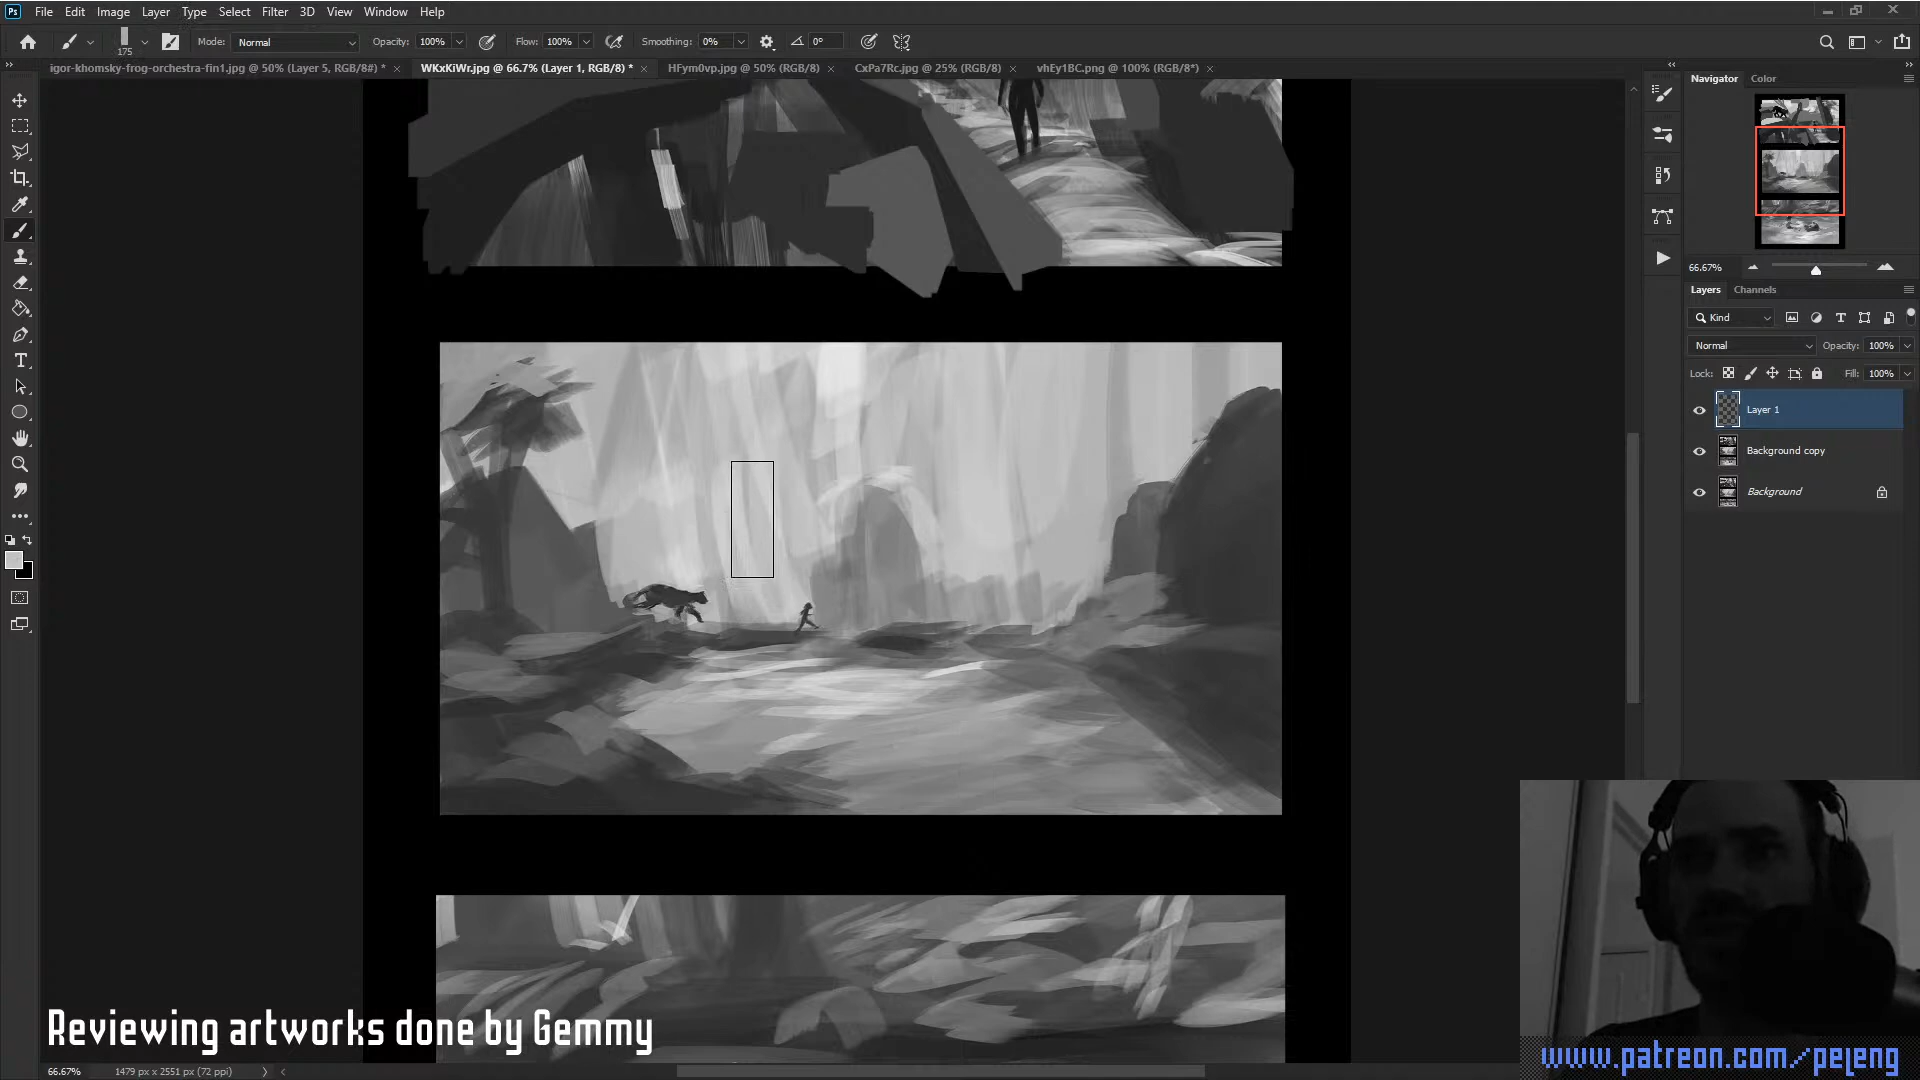 Ps File Edit Image Layer Type Select Filter 3D View Window Help
175 Mode: Normal Opacity: 100% Flow: 100% Smoothing: 0% 0°
igor-khomsky-frog-orchestra-fin1.jpg @ 50% (Layer 5, RGB/8#) * WKxKiWr.jpg @ 66.7% (Layer 1, RGB/8) * HFym0vp.jpg @ 50% (RGB/8) CxPa7Rc.jpg @ 25% (RGB/8) vhEy1BC.png @ 100% (RGB/8*)
Navigator Color
66.67%
Layers Channels
Kind
Normal Opacity: 100%
Lock: Fill: 100%
Layer 1
Background copy
Background
Reviewing artworks done by Gemmy
www.patreon.com/peleng
66.67% 1479 px x 2551 px (72 ppi)